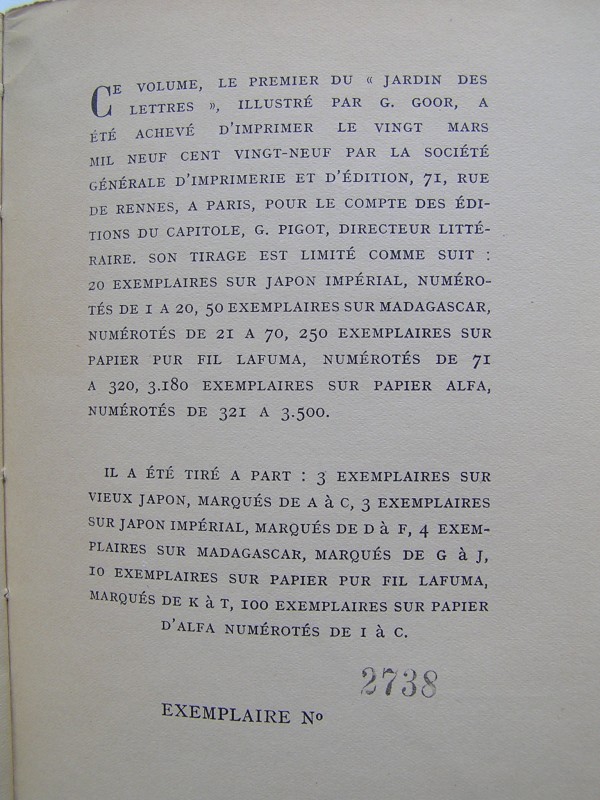 CE VOLUME, LE PREMIER DU « JARDIN DES
LETTRES », ILLUSTRÉ PAR G. GOOR, A
ÉTÉ ACHEVÉ D'IMPRIMER LE VINGT MARS
MIL NEUF CENT VINGT-NEUF PAR LA SOCIÉTÉ
GÉNÉRALE D'IMPRIMERIE ET D'ÉDITION, 71, RUE
DE RENNES, A PARIS, POUR LE COMPTE DES ÉDI-
TIONS DU CAPITOLE, G. PIGOT, DIRECTEUR LITTÉ-
RAIRE. SON TIRAGE EST LIMITÉ COMME SUIT :
20 EXEMPLAIRES SUR JAPON IMPÉRIAL, NUMÉRO-
TÉS DE 1 A 20, 50 EXEMPLAIRES SUR MADAGASCAR,
NUMÉROTÉS DE 21 A 70, 250 EXEMPLAIRES SUR
PAPIER PUR FIL LAFUMA, NUMÉROTÉS DE 71
A 320, 3.180 EXEMPLAIRES SUR PAPIER ALFA,
NUMÉROTÉS DE 321 A 3.500.
IL A ÉTÉ TIRÉ A PART : 3 EXEMPLAIRES SUR
VIEUX JAPON, MARQUÉS DE A à C, 3 EXEMPLAIRES
SUR JAPON IMPÉRIAL, MARQUÉS DE D à F, 4 EXEM-
PLAIRES SUR MADAGASCAR, MARQUÉS DE G à J,
10 EXEMPLAIRES SUR PAPIER PUR FIL LAFUMA,
MARQUÉS DE K à T, 100 EXEMPLAIRES SUR PAPIER
D'ALFA NUMÉROTÉS DE I à C.
2738
EXEMPLAIRE Nº